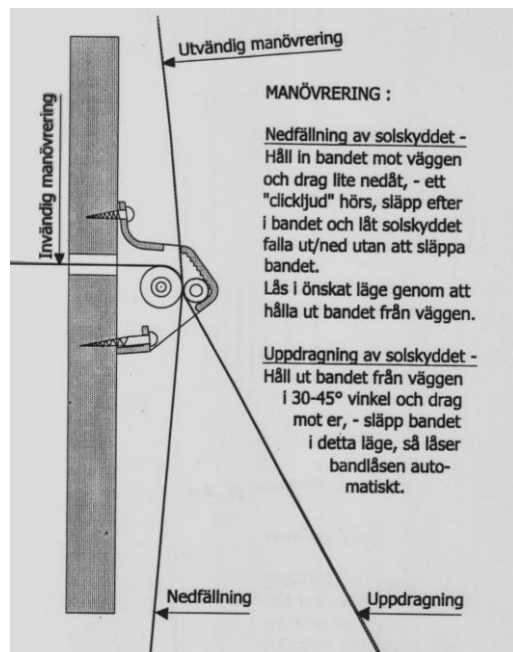 Utvändig manövrering
Invändig manövrering
MANÖVRERING :
Nedfällning av solskyddet -
Håll in bandet mot väggen
och drag lite nedåt, - ett
"clickljud" hörs, släpp efter
i bandet och låt solskyddet
falla ut/ned utan att släppa
bandet.
Lås i önskat läge genom att
hålla ut bandet från väggen.
Uppdragning av solskyddet -
Håll ut bandet från väggen
i 30-45° vinkel och drag
mot er, - släpp bandet
i detta läge, så låser
bandlåsen auto-
matiskt.
Nedfällning
Uppdragning